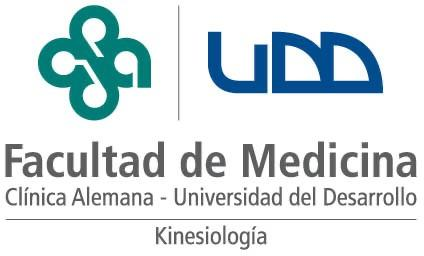 UDD
Facultad de Medicina
Clínica Alemana - Universidad del Desarrollo
Kinesiología